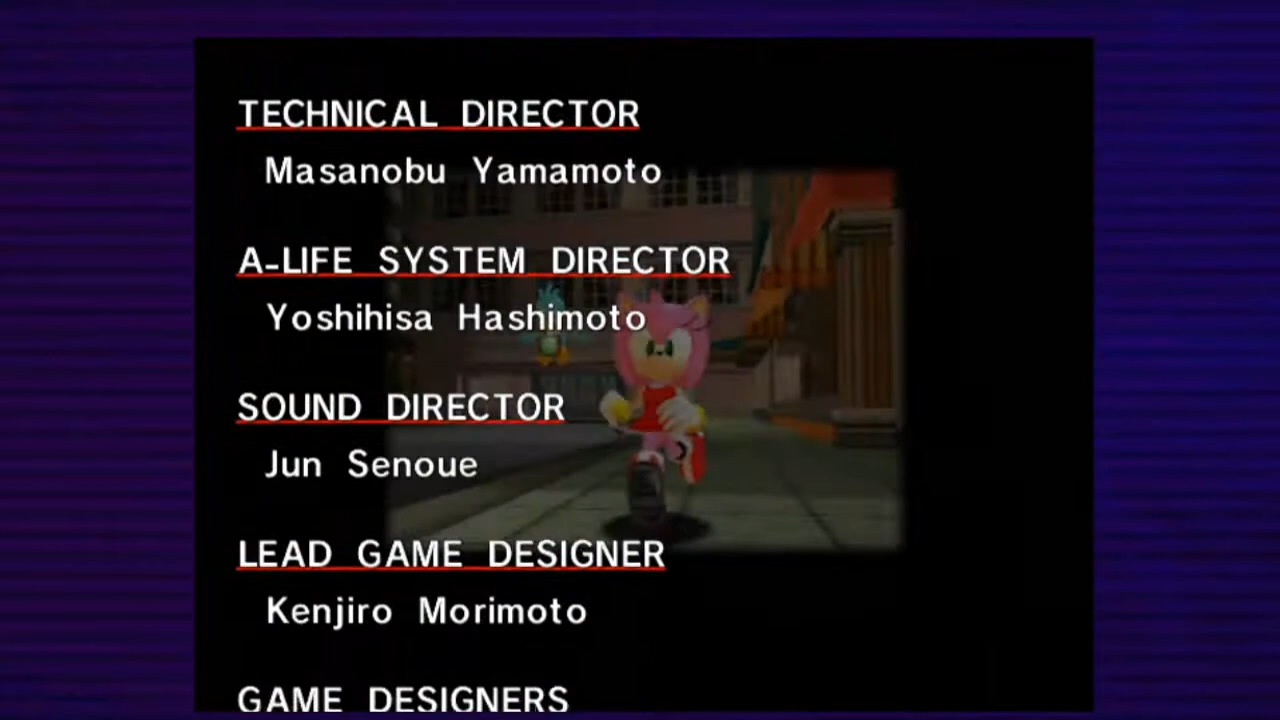 TECHNICAL DIRECTOR
Masanobu Yamamoto
A-LIFE SYSTEM DIRECTOR
Yoshihisa Hashimoto
SOUND DIRECTOR
Jun Senoue
LEAD GAME DESIGNER
Kenjiro Morimoto
GAME DESIGNERS